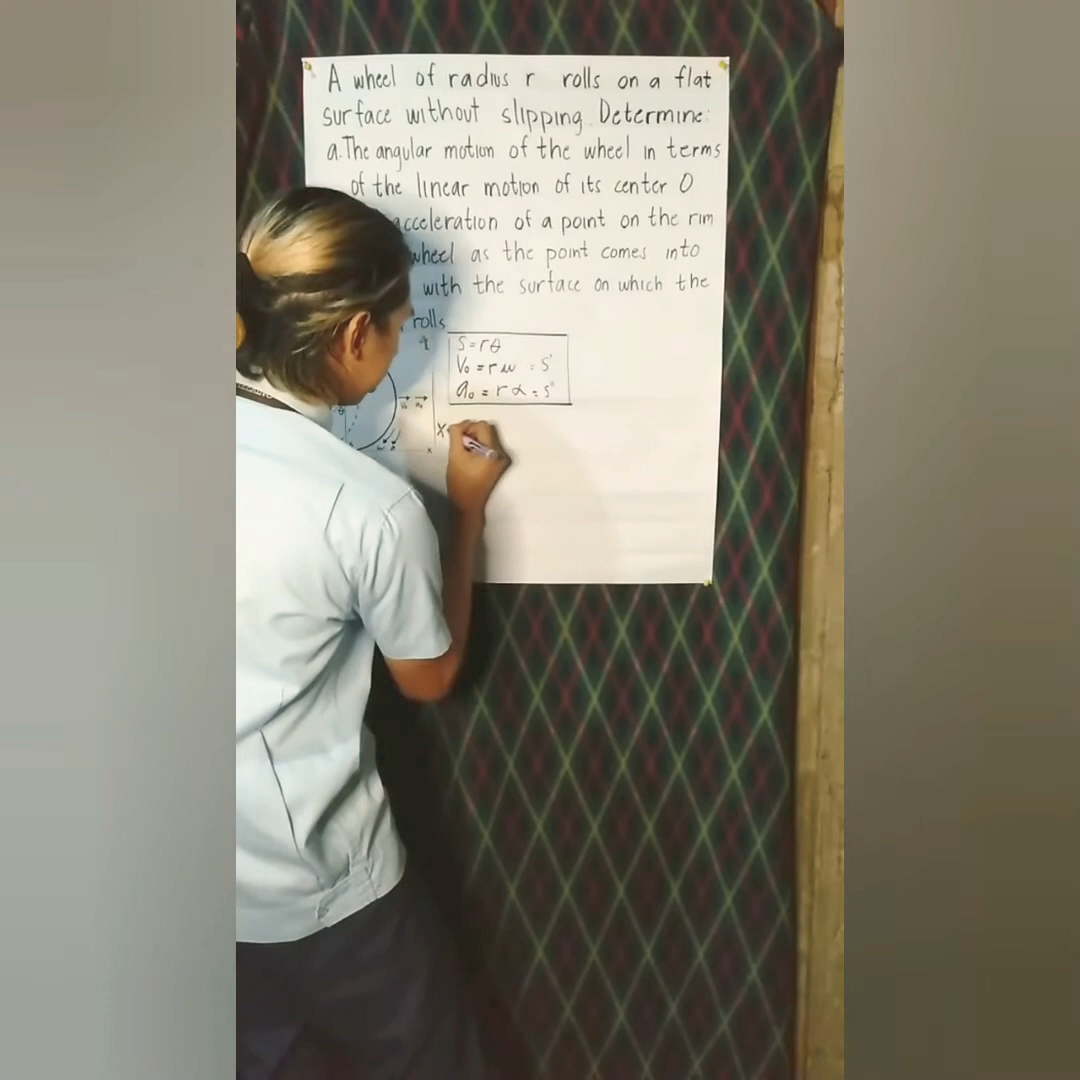 A wheel of radius r rolls on a flat
surface without slipping. Determine:
a. The angular motion of the wheel in terms
of the linear motion of its center O
acceleration of a point on the rim
wheel as the point comes into
with the surface on which the
rolls.
S = rθ
V₀ = rω = s'
a₀ = rα = s"
X
x